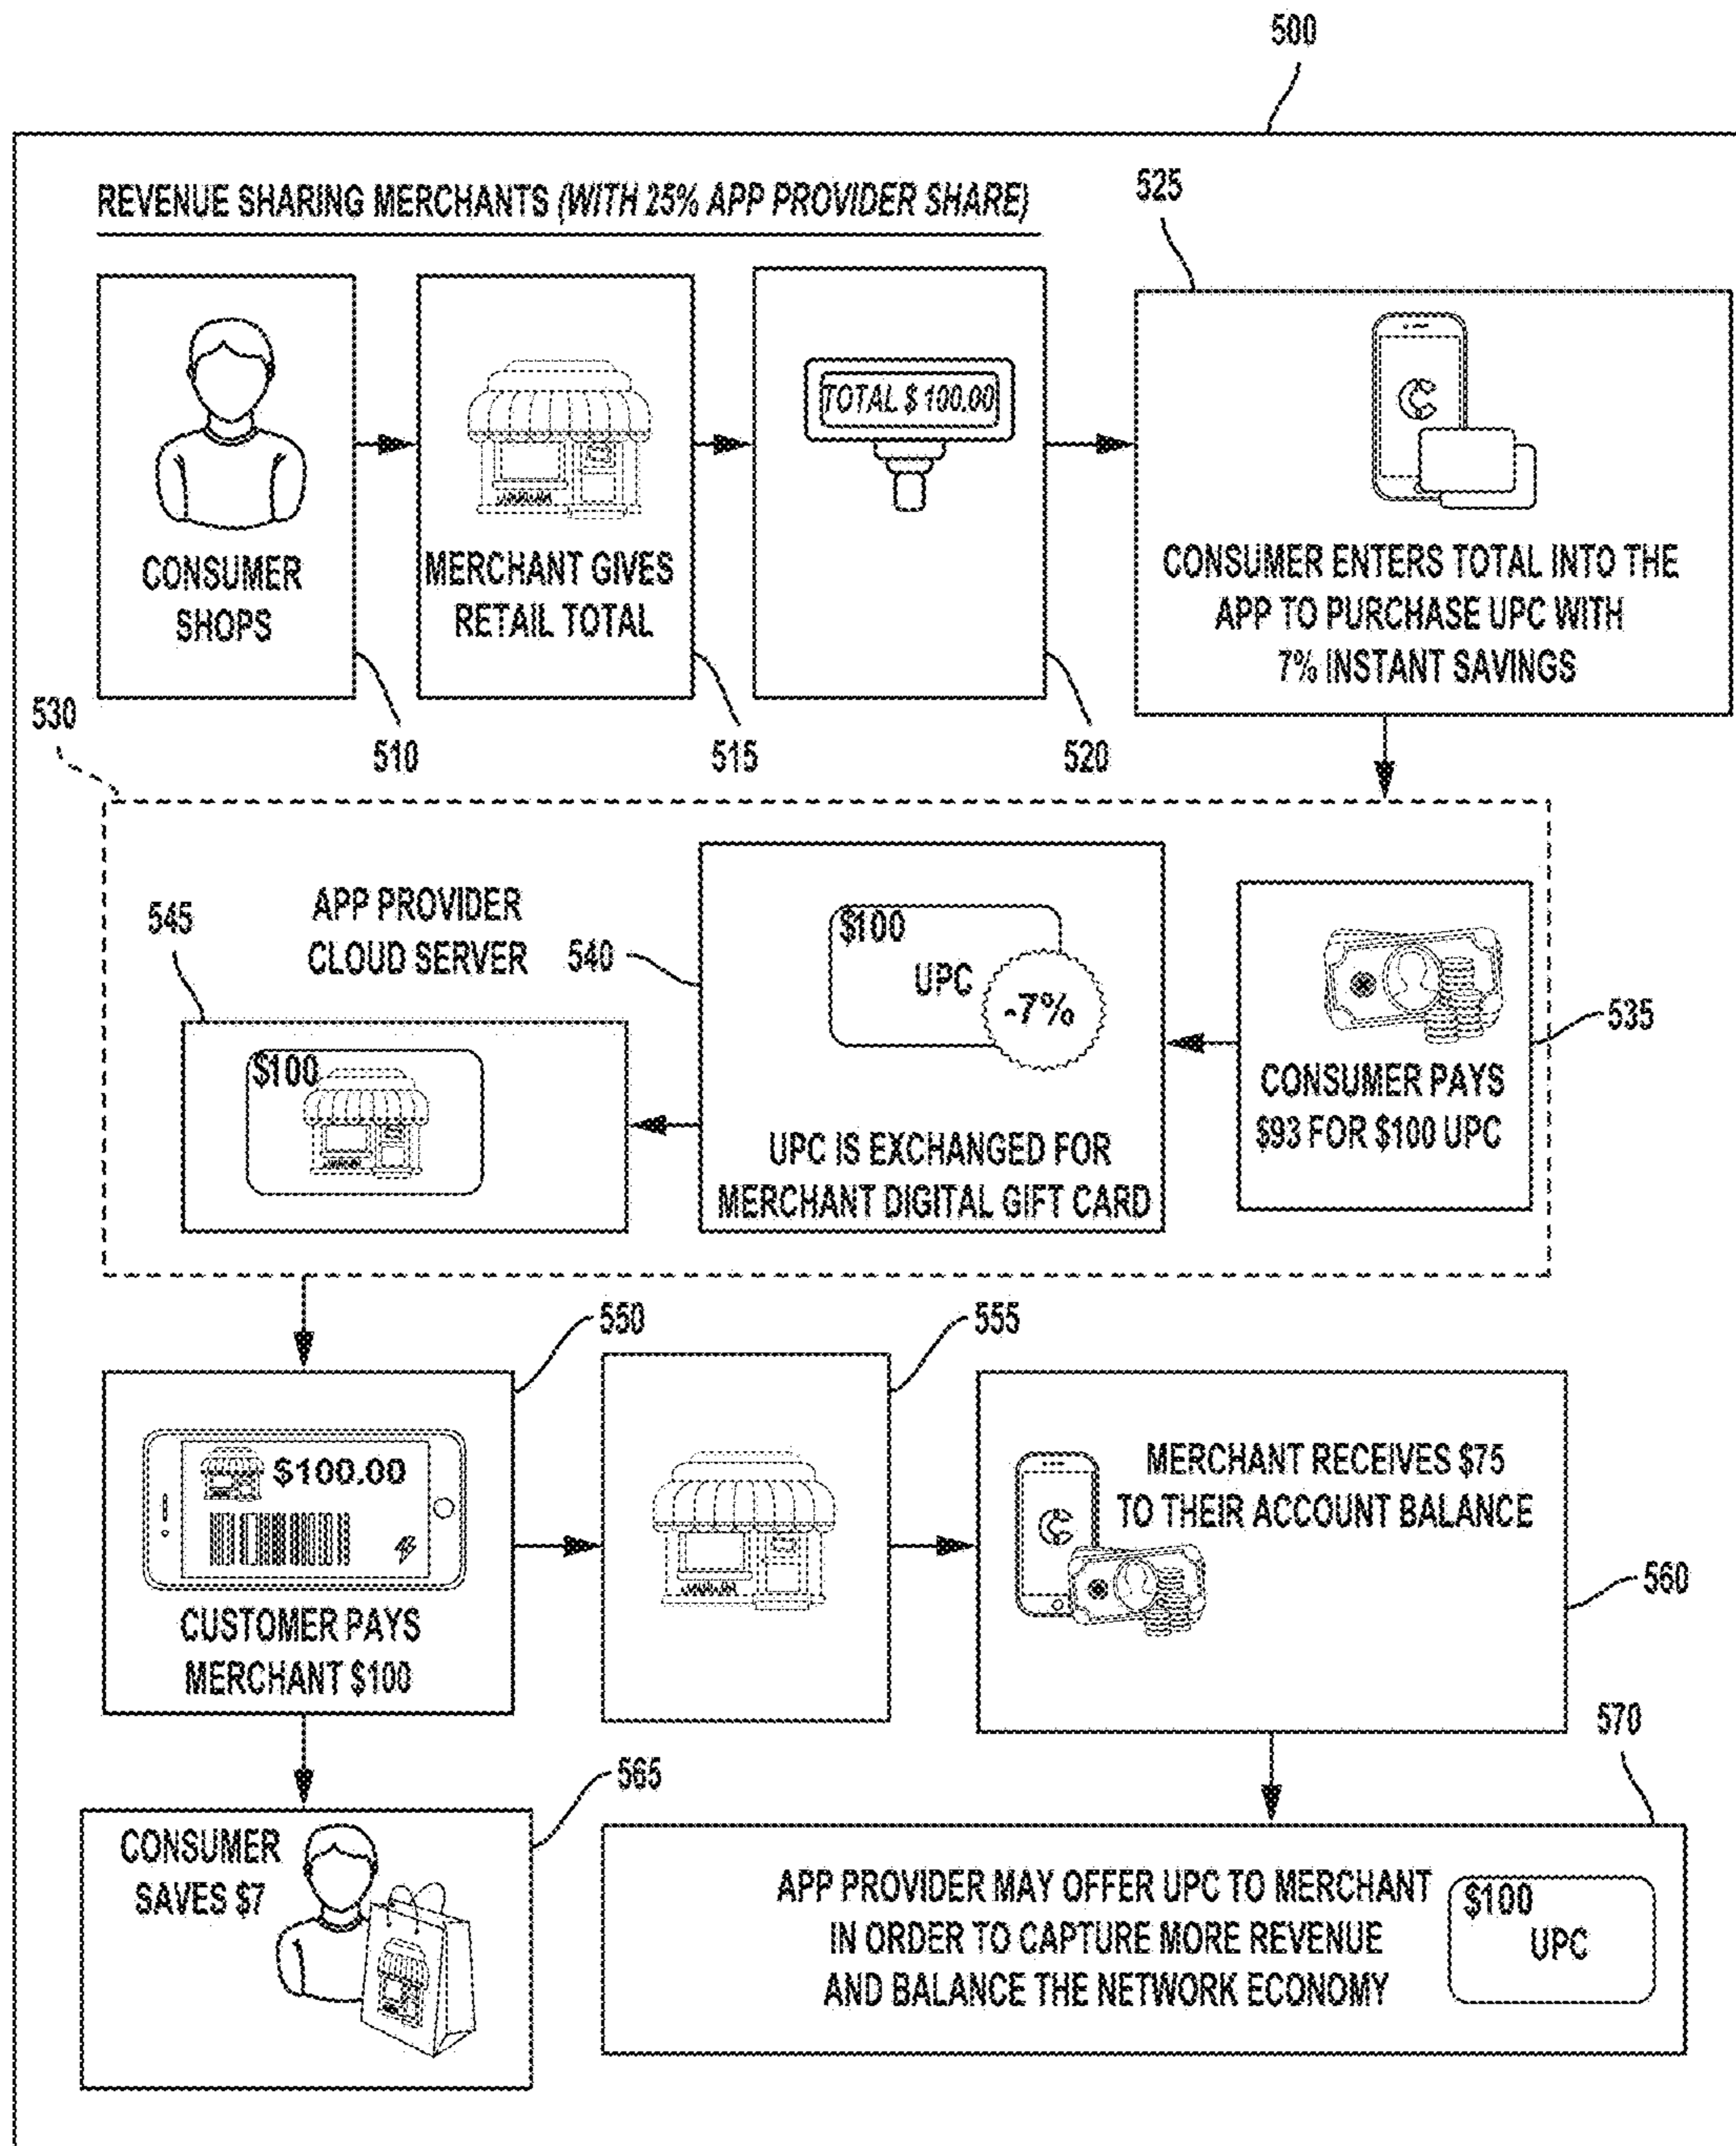 500
REVENUE SHARING MERCHANTS (WITH 25% APP PROVIDER SHARE)
525
TOTAL $ 100.00
CONSUMER
SHOPS
MERCHANT GIVES
RETAIL TOTAL
CONSUMER ENTERS TOTAL INTO THE
APP TO PURCHASE UPC WITH
7% INSTANT SAVINGS
530
510
515
520
545
APP PROVIDER
CLOUD SERVER
540
$100
UPC
-7%
535
$100
CONSUMER PAYS
$93 FOR $100 UPC
UPC IS EXCHANGED FOR
MERCHANT DIGITAL GIFT CARD
550
555
$100.00
CUSTOMER PAYS
MERCHANT $100
MERCHANT RECEIVES $75
TO THEIR ACCOUNT BALANCE
560
570
565
CONSUMER
SAVES $7
APP PROVIDER MAY OFFER UPC TO MERCHANT
IN ORDER TO CAPTURE MORE REVENUE
AND BALANCE THE NETWORK ECONOMY
$100
UPC